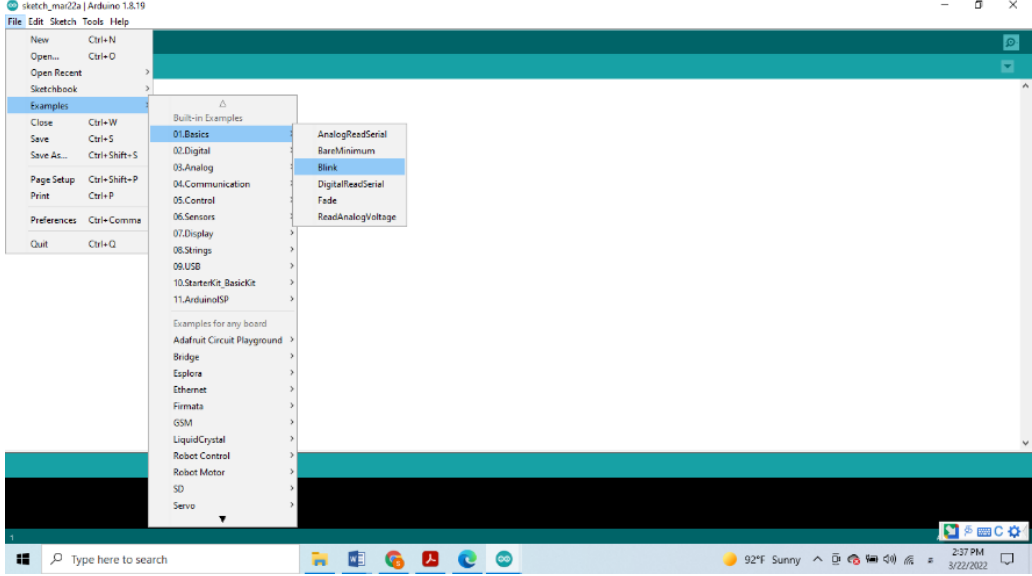 sketch_mar22a | Arduino 1.8.19
File Edit Sketch Tools Help
New Ctrl+N
Open... Ctrl+O
Open Recent
Sketchbook
Examples
Close Ctrl+W
Save Ctrl+S
Save As... Ctrl+Shift+S
Page Setup Ctrl+Shift+P
Print Ctrl+P
Preferences Ctrl+Comma
Quit Ctrl+Q
Built-in Examples
01.Basics
02.Digital
03.Analog
04.Communication
05.Control
06.Sensors
07.Display
08.Strings
09.USB
10.StarterKit_BasicKit
11.ArduinoISP
Examples for any board
Adafruit Circuit Playground
Bridge
Esplora
Ethernet
Firmata
GSM
LiquidCrystal
Robot Control
Robot Motor
SD
Servo
AnalogReadSerial
BareMinimum
Blink
DigitalReadSerial
Fade
ReadAnalogVoltage
1
Type here to search
92°F Sunny
2:37 PM
3/22/2022